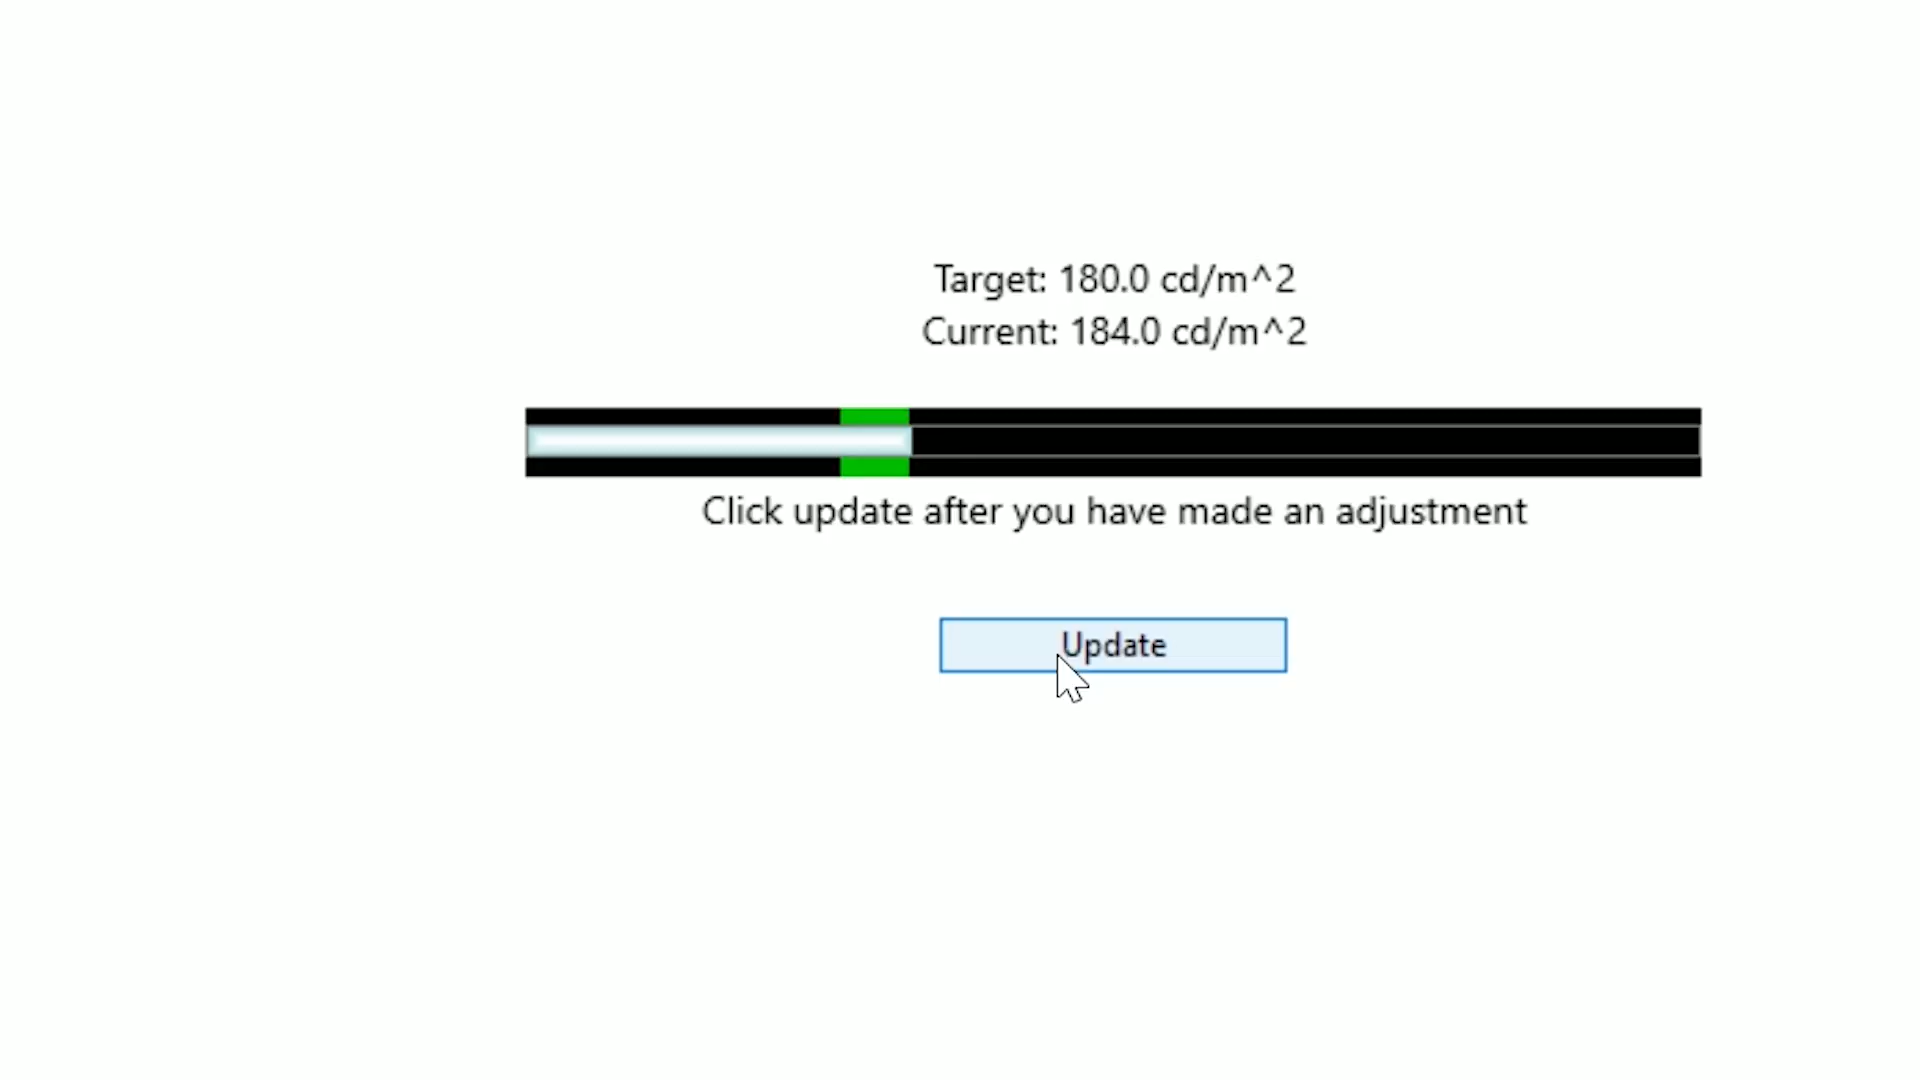 Target: 180.0 cd/m^2
Current: 184.0 cd/m^2
Click update after you have made an adjustment
Update